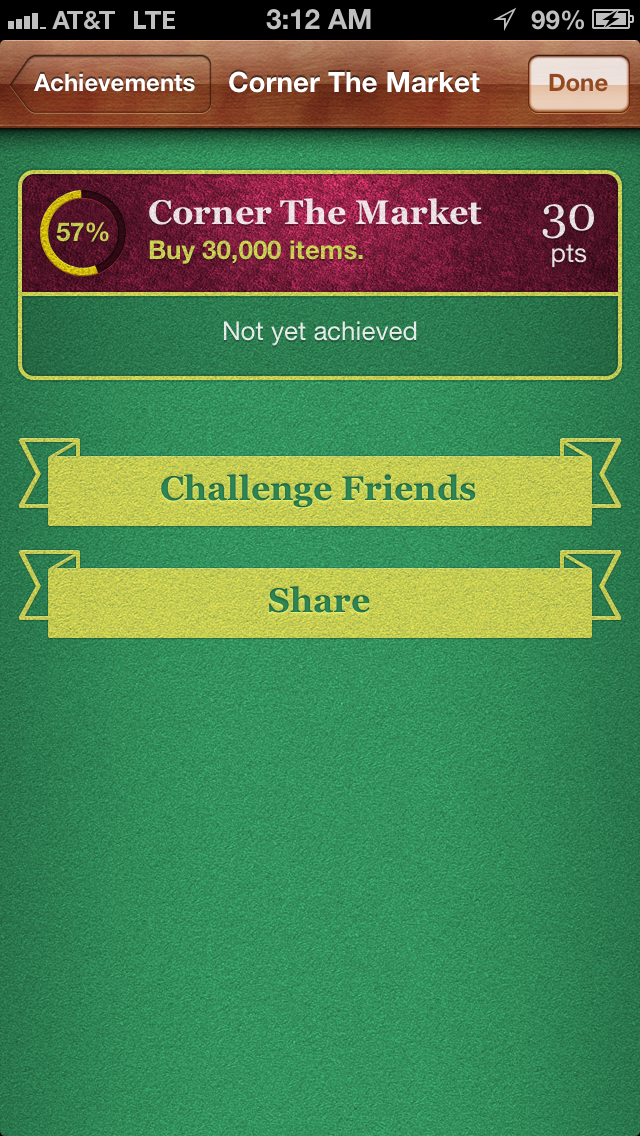 AT&T LTE 3:12 AM 99%
Achievements Corner The Market Done
57% Corner The Market 30
Buy 30,000 items. pts
Not yet achieved
Challenge Friends
Share